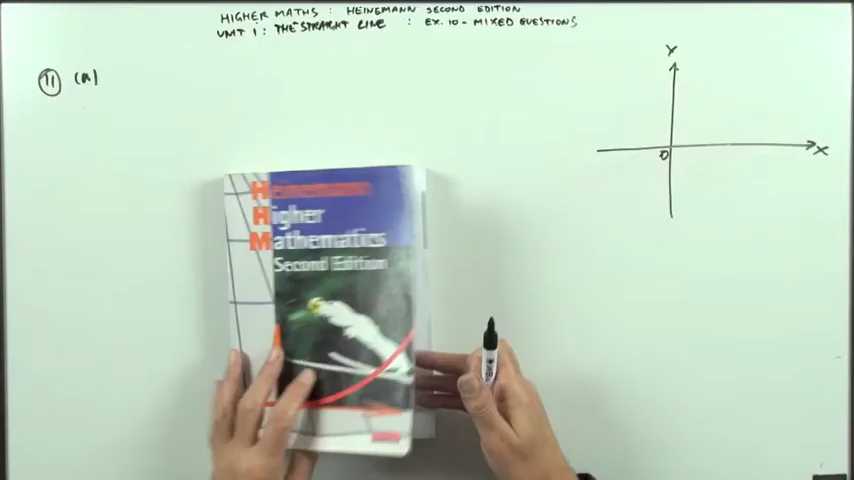 HIGHER MATHS : HEINEMANN SECOND EDITION
UNIT 1 : THE STRAIGHT LINE : EX. 10 - MIXED QUESTIONS
11 (a)
Y
O
X
Heinemann
Higher
Mathematics
Second Edition